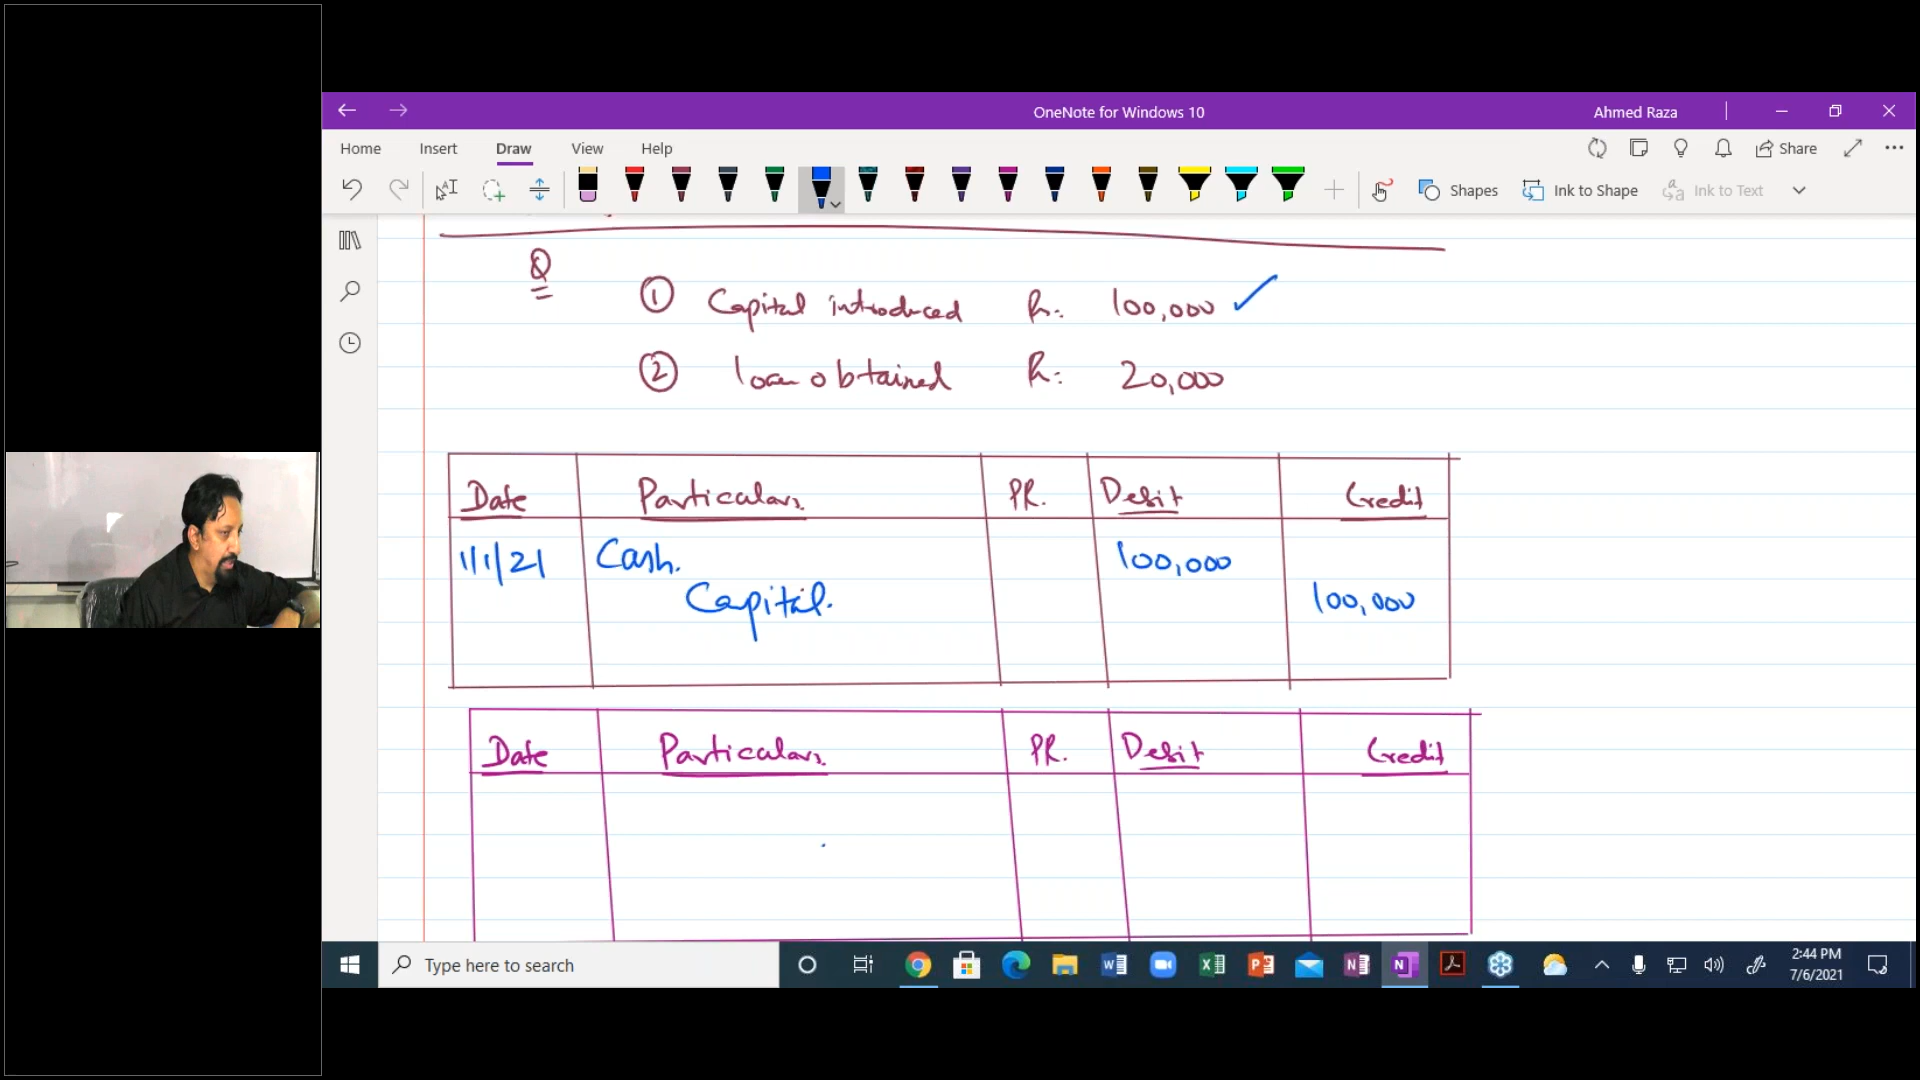 OneNote for Windows 10 Ahmed Raza
Home Insert Draw View Help Share
Shapes Ink to Shape Ink to Text
Q
① Capital introduced Rs. 100,000 ✓
② loan obtained Rs: 20,000
Date Particulars. PR. Debit Credit
1/1/21 Cash. 100,000
Capital. 100,000
Date Particulars. PR. Debit Credit
Type here to search
2:44 PM
7/6/2021